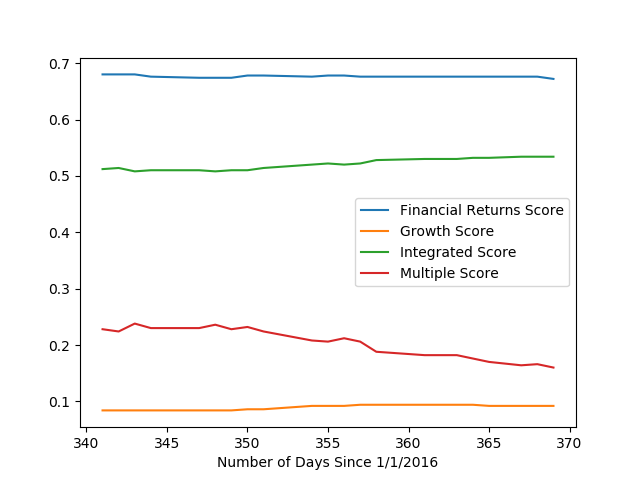 0.7
0.6
0.5
0.4
0.3
0.2
0.1
Financial Returns Score
Growth Score
Integrated Score
Multiple Score
340 345 350 355 360 365 370
Number of Days Since 1/1/2016